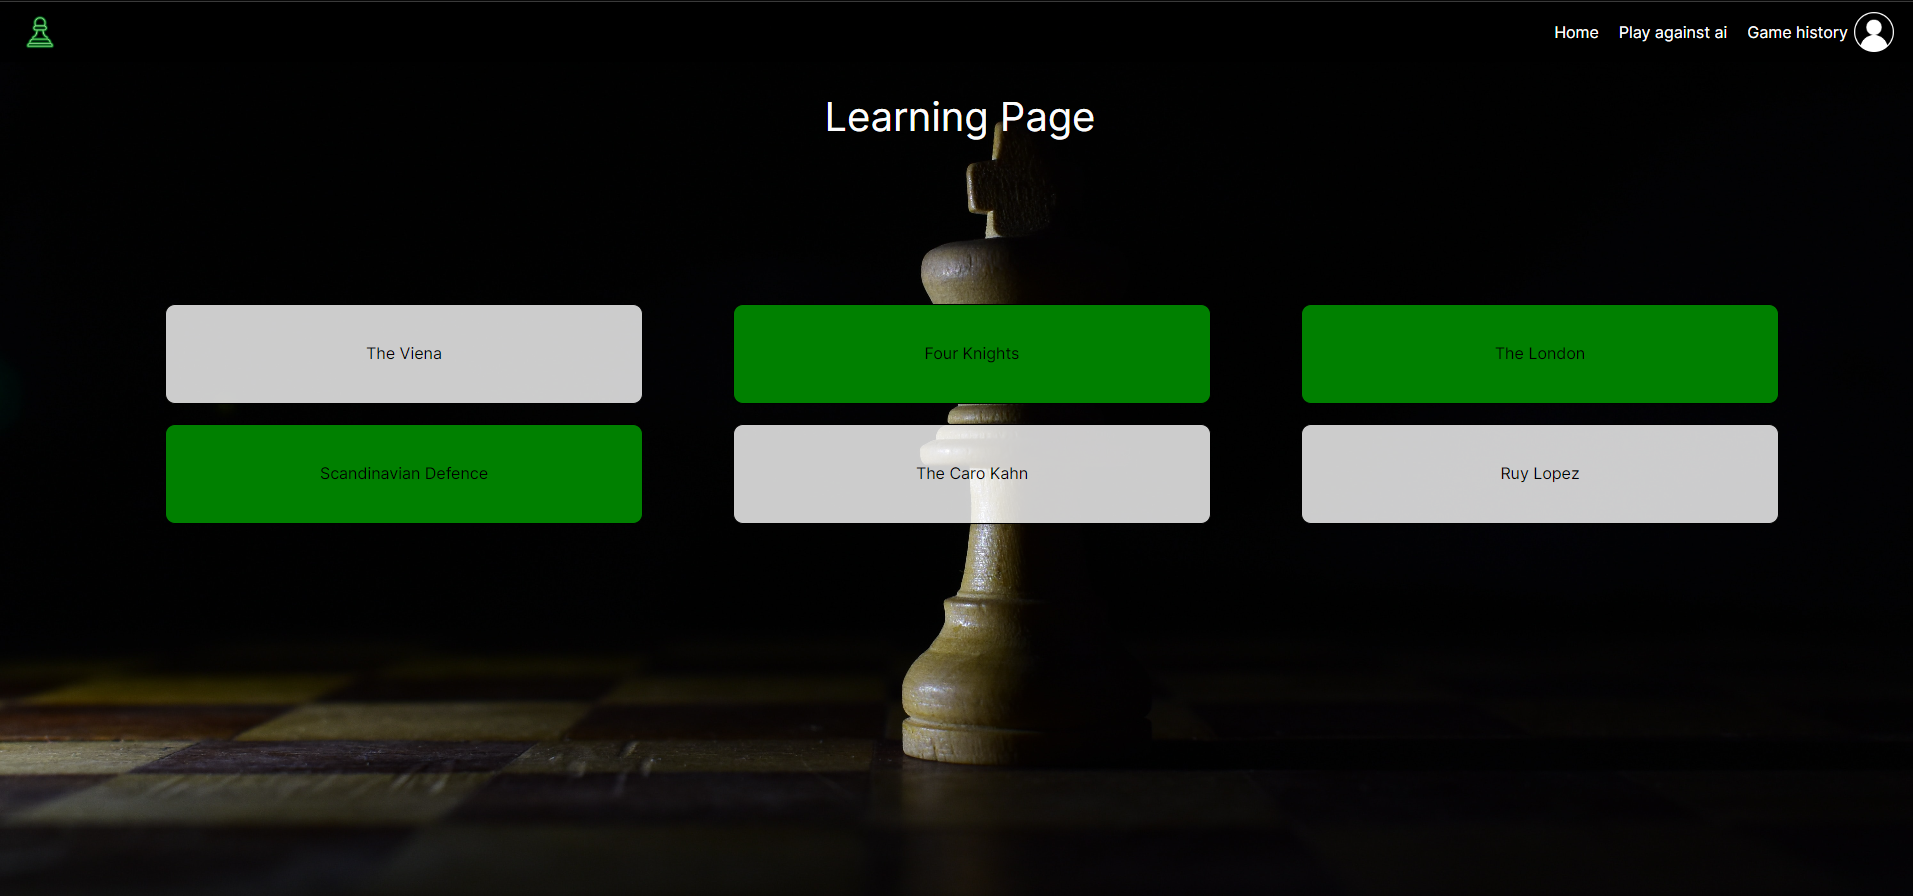 Home Play against ai Game history
Learning Page
The Viena
Four Knights
The London
Scandinavian Defence
The Caro Kahn
Ruy Lopez